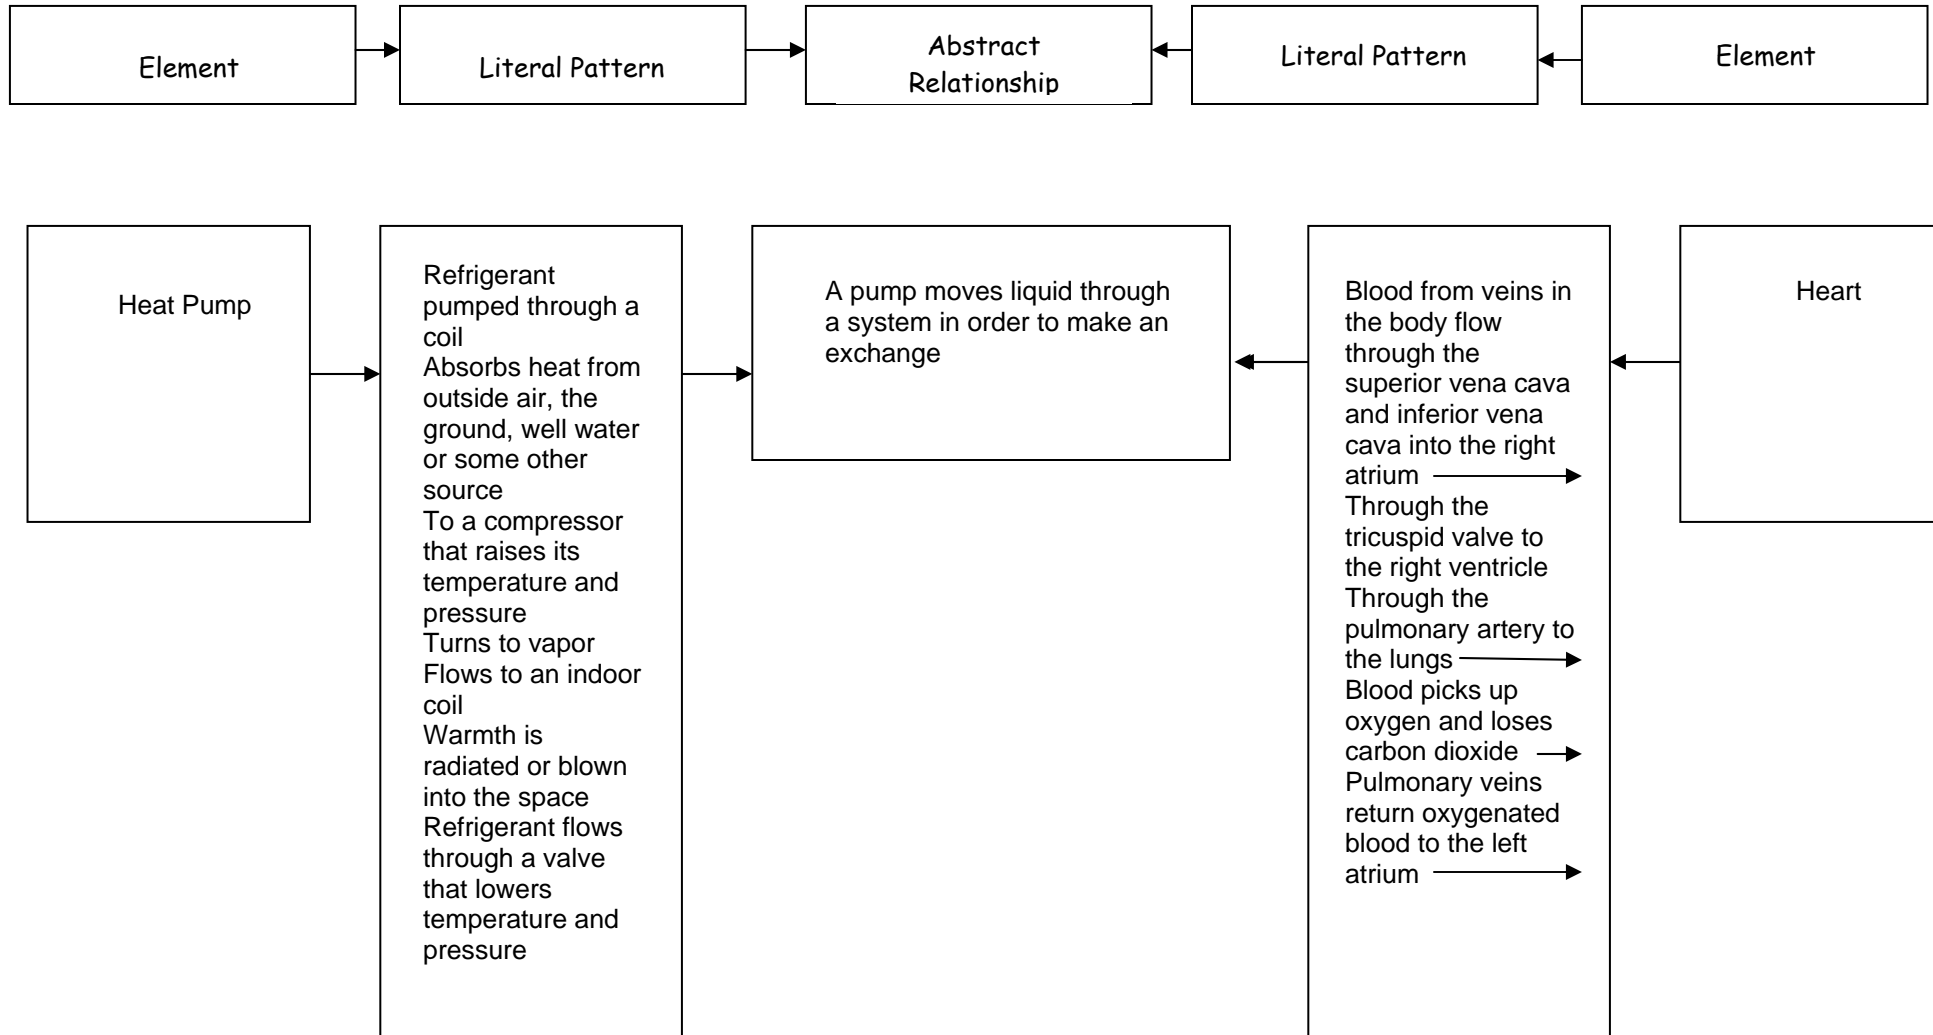 Element
Literal Pattern
Abstract
Relationship
Literal Pattern
Element
Heat Pump
Refrigerant
pumped through a
coil
Absorbs heat from
outside air, the
ground, well water
or some other
source
To a compressor
that raises its
temperature and
pressure
Turns to vapor
Flows to an indoor
coil
Warmth is
radiated or blown
into the space
Refrigerant flows
through a valve
that lowers
temperature and
pressure
A pump moves liquid through
a system in order to make an
exchange
Blood from veins in
the body flow
through the
superior vena cava
and inferior vena
cava into the right
atrium
Through the
tricuspid valve to
the right ventricle
Through the
pulmonary artery to
the lungs
Blood picks up
oxygen and loses
carbon dioxide
Pulmonary veins
return oxygenated
blood to the left
atrium
Heart